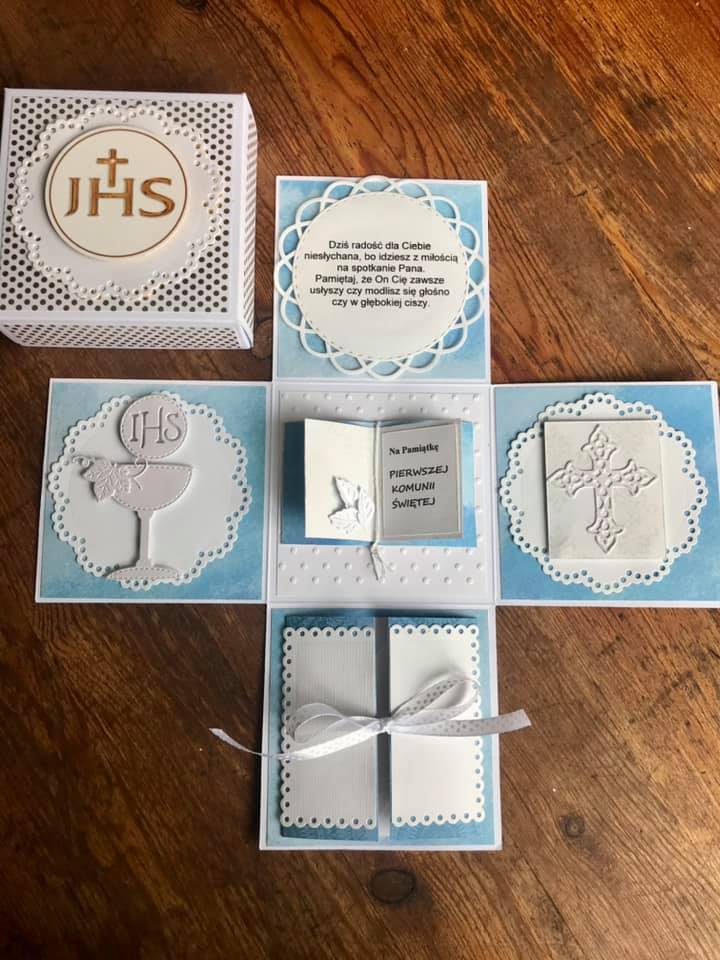 JHS
Dziś radość dla Ciebie
niesłychana, bo idziesz z miłością
na spotkanie Pana.
Pamiętaj, że On Cię zawsze
usłyszy czy modlisz się głośno
czy w głębokiej ciszy.
IHS
Na Pamiątkę
PIERWSZEJ
KOMUNII
ŚWIĘTEJ